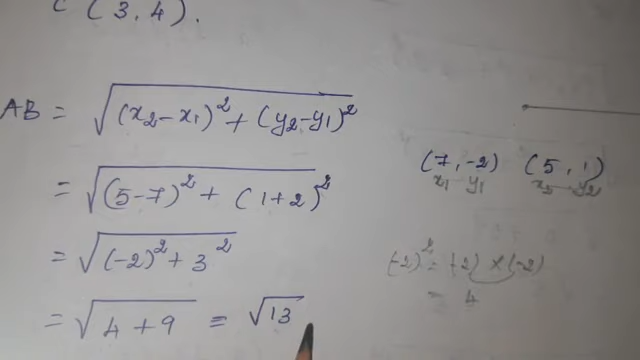 C (3, 4).
AB = √(x₂-x₁)² + (y₂-y₁)²
= √(5-7)² + (1+2)²
= √(-2)² + 3²
= √4+9 = √13
(7, -2) (5, 1)
x₁ y₁ x₂ y₂
(-2)² = (-2) × (-2)
= 4